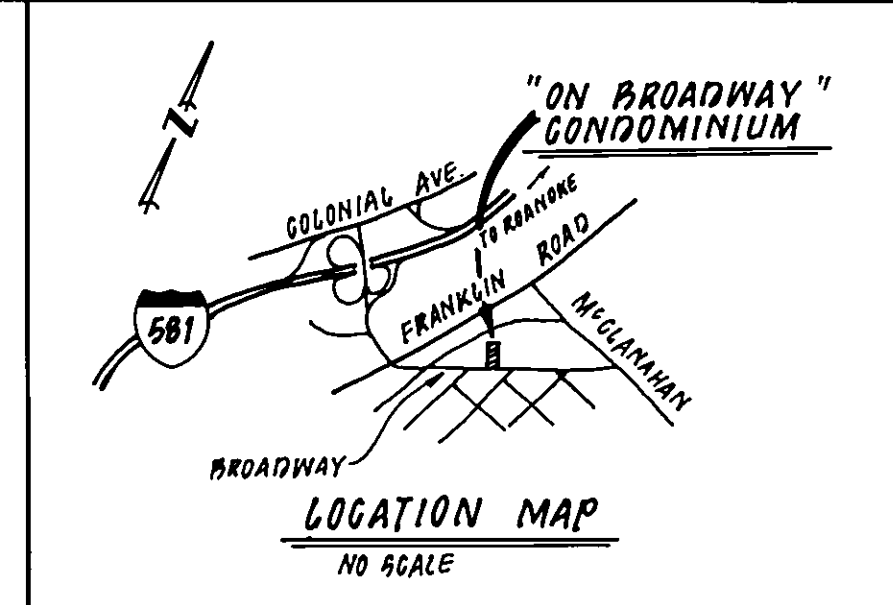 N
"ON BROADWAY"
CONDOMINIUM
COLONIAL AVE.
TO ROANOKE
FRANKLIN ROAD
McCLANAHAN
581
BROADWAY
LOCATION MAP
NO SCALE